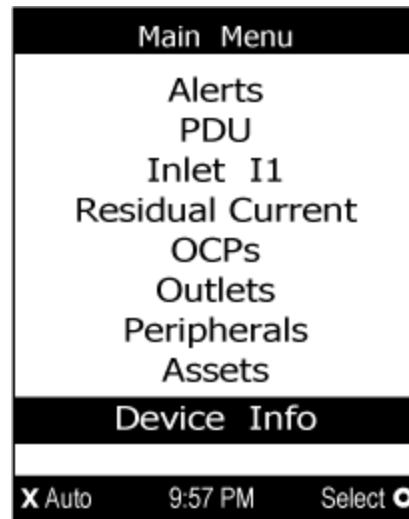 Main Menu
Alerts
PDU
Inlet I1
Residual Current
OCPs
Outlets
Peripherals
Assets
Device Info
X Auto 9:57 PM Select O